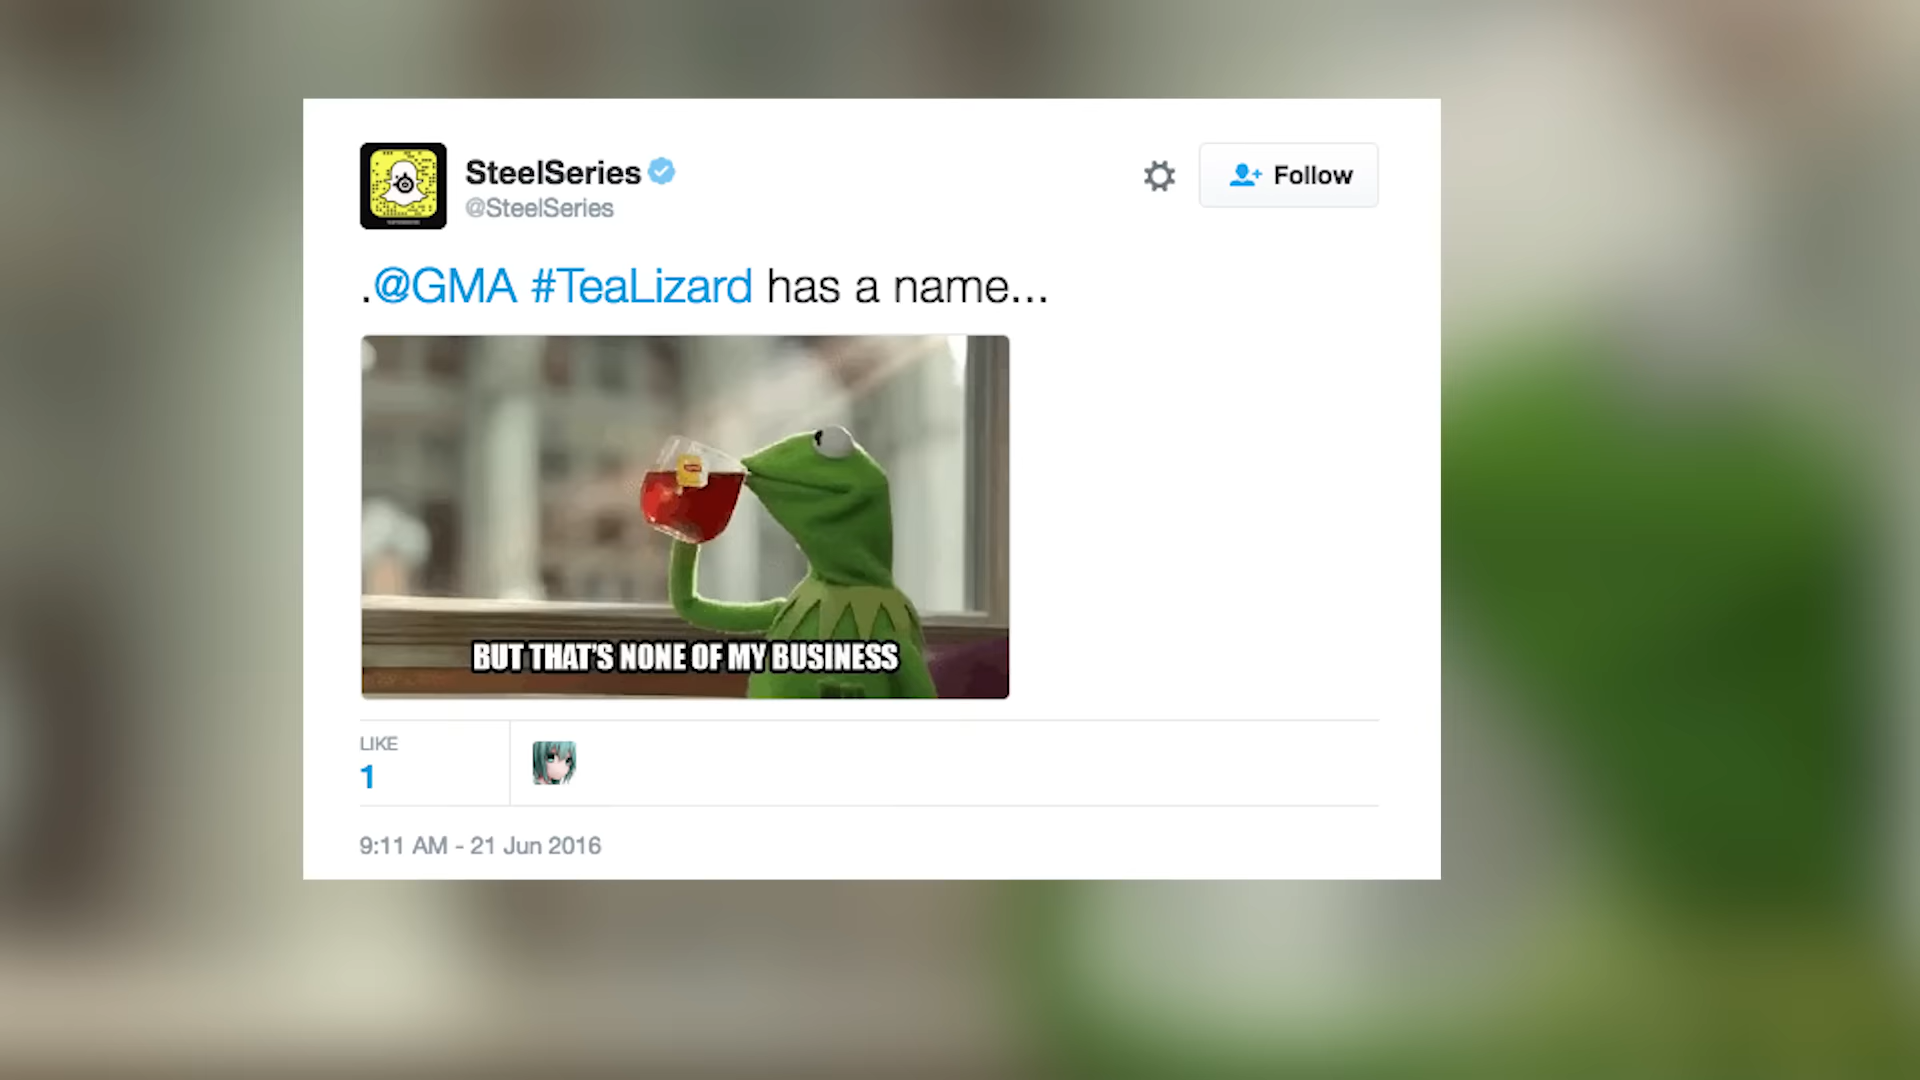 SteelSeries
@SteelSeries
Follow
.@GMA #TeaLizard has a name...
BUT THAT'S NONE OF MY BUSINESS
LIKE
1
9:11 AM - 21 Jun 2016